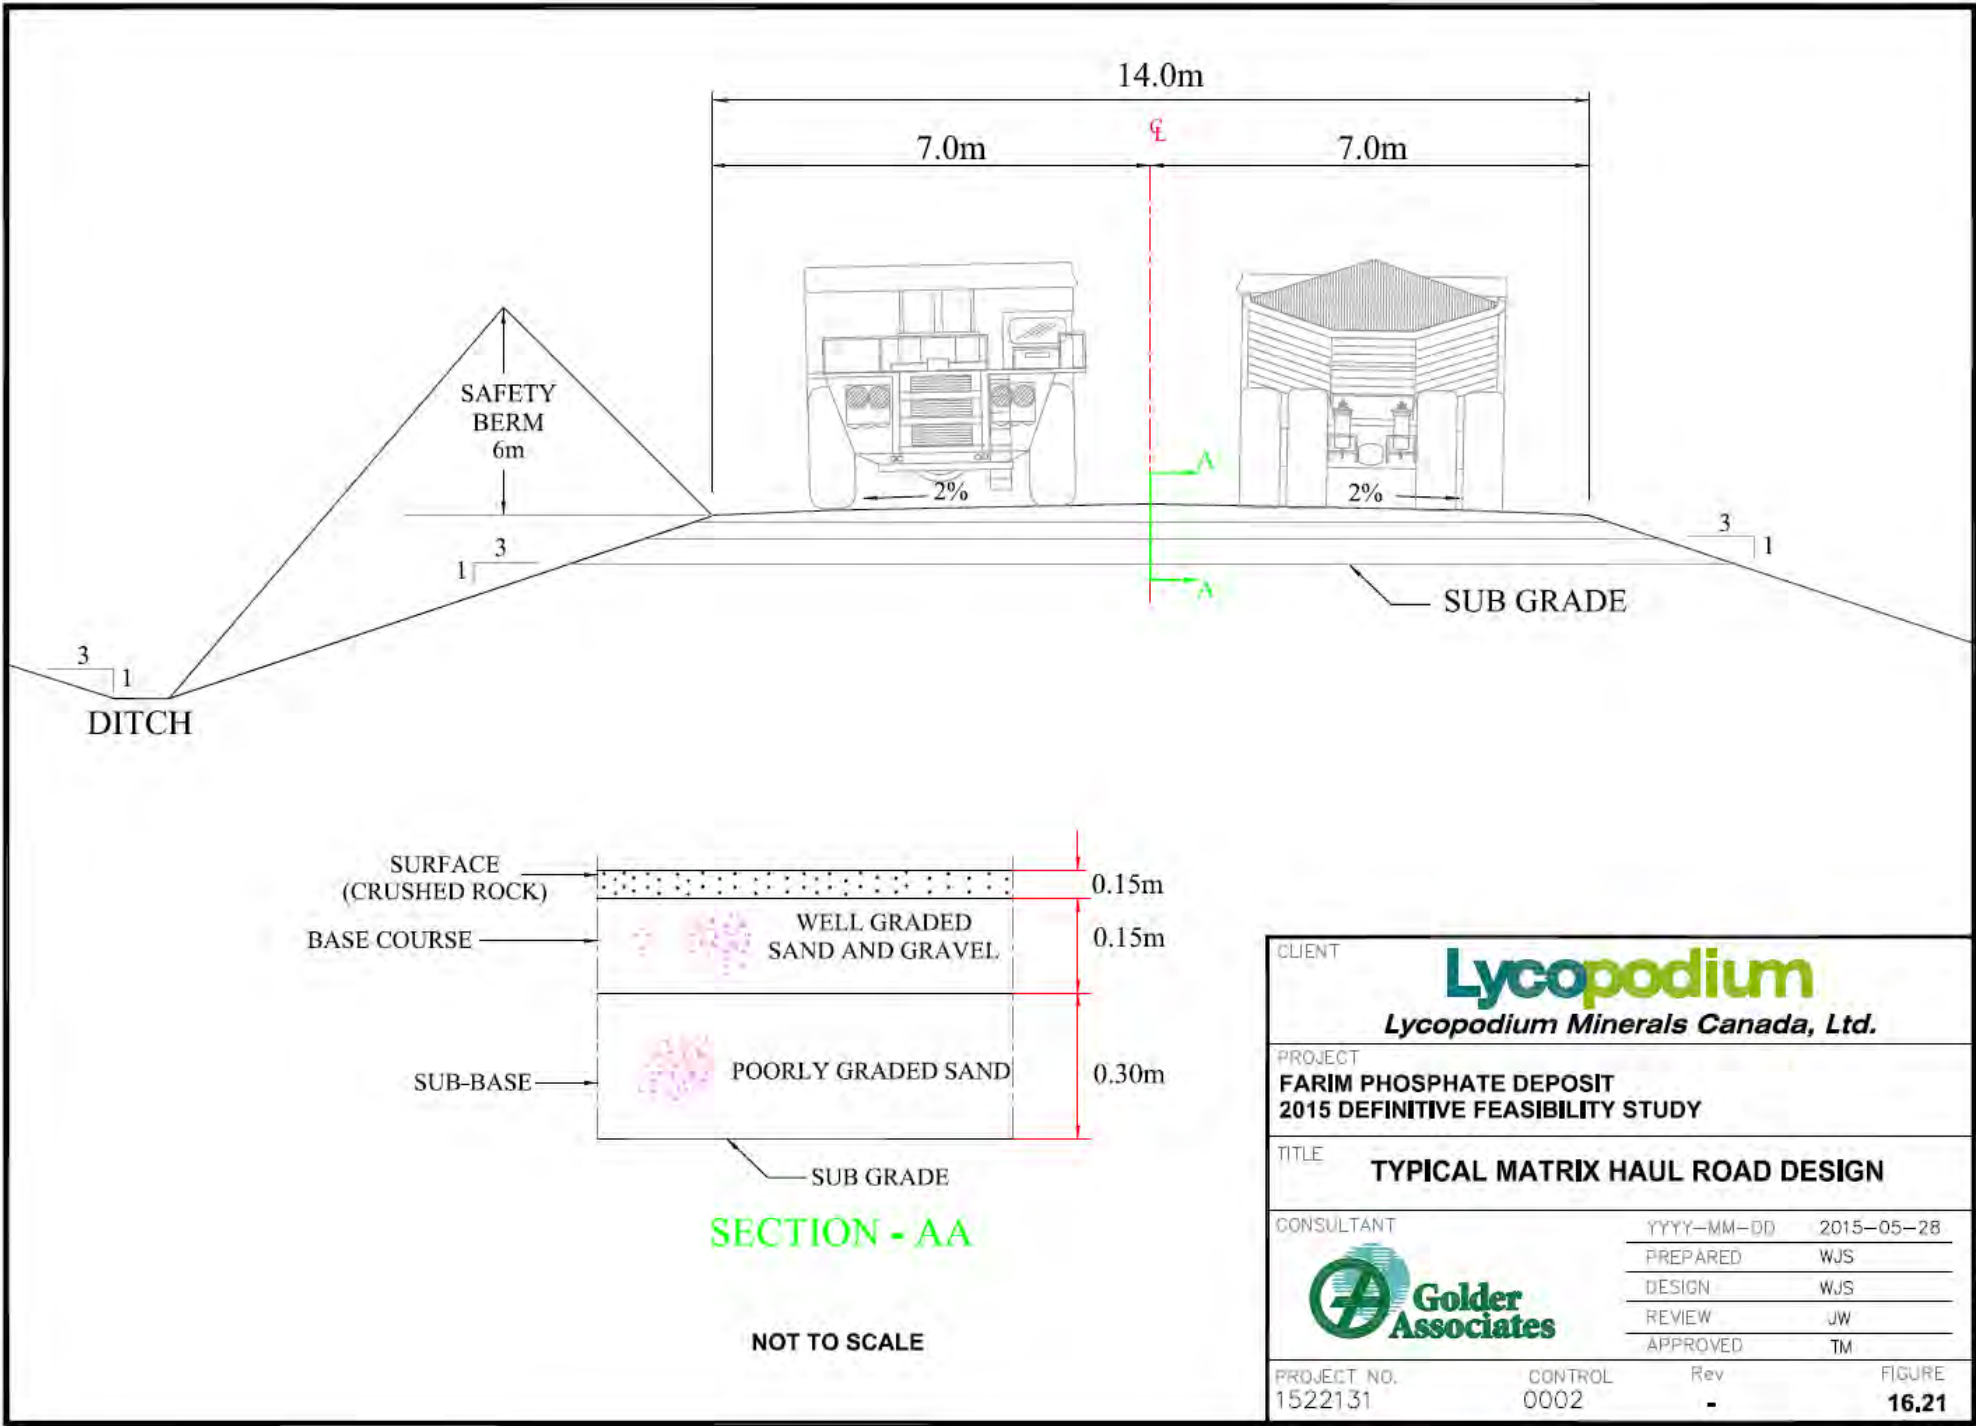 14.0m
℄
7.0m
7.0m
SAFETY
BERM
6m
2%
2%
A
A
3
1
3
1
SUB GRADE
3
1
DITCH
SURFACE
(CRUSHED ROCK)
0.15m
BASE COURSE
WELL GRADED
SAND AND GRAVEL
0.15m
SUB-BASE
POORLY GRADED SAND
0.30m
SUB GRADE
SECTION - AA
NOT TO SCALE
CLIENT
Lycopodium
Lycopodium Minerals Canada, Ltd.
PROJECT
FARIM PHOSPHATE DEPOSIT
2015 DEFINITIVE FEASIBILITY STUDY
TITLE
TYPICAL MATRIX HAUL ROAD DESIGN
CONSULTANT
Golder
Associates
YYYY-MM-DD 2015-05-28
PREPARED WJS
DESIGN WJS
REVIEW JW
APPROVED TM
PROJECT NO. CONTROL Rev FIGURE
1522131 0002 - 16.21